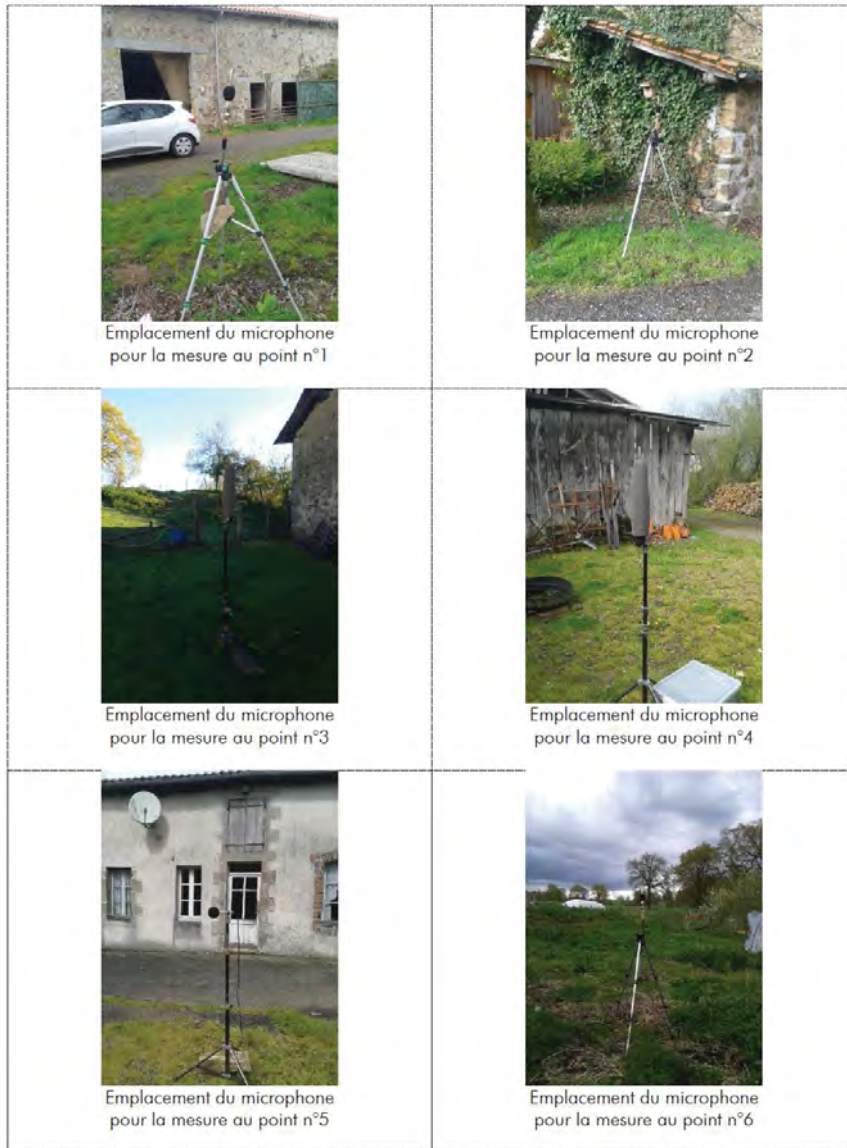 Emplacement du microphone
pour la mesure au point n°1
Emplacement du microphone
pour la mesure au point n°2
Emplacement du microphone
pour la mesure au point n°3
Emplacement du microphone
pour la mesure au point n°4
Emplacement du microphone
pour la mesure au point n°5
Emplacement du microphone
pour la mesure au point n°6